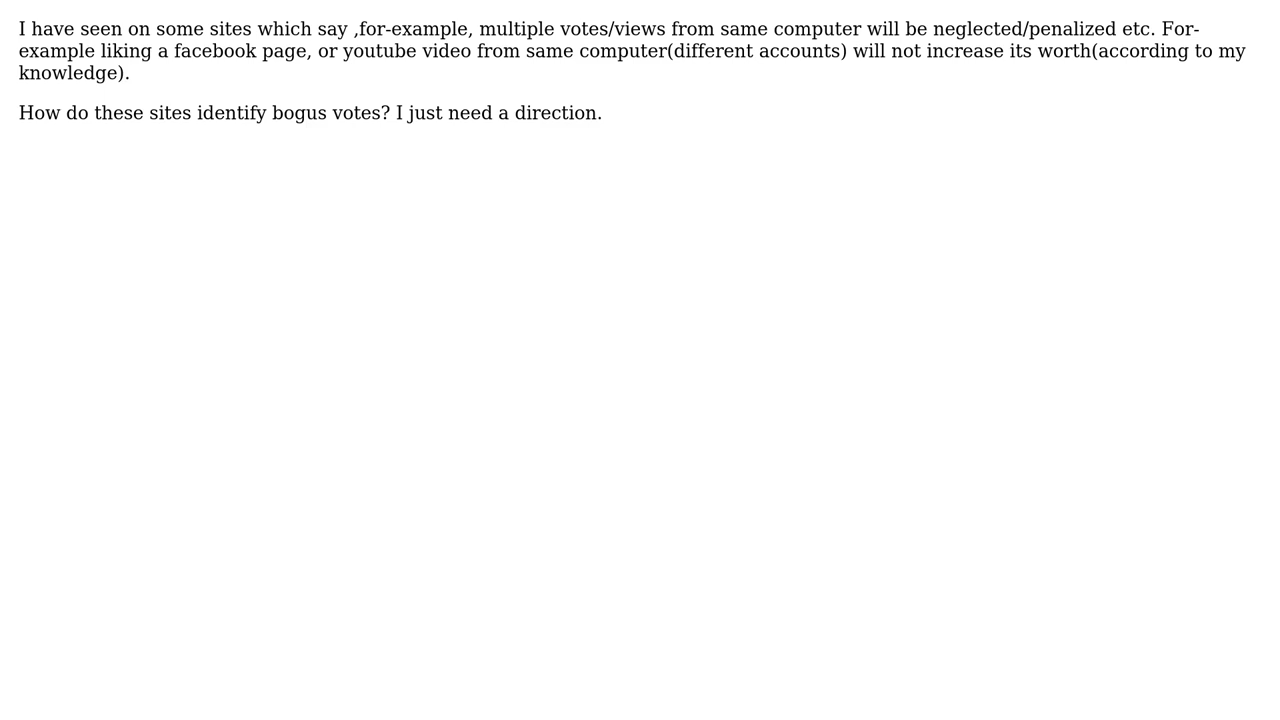 I have seen on some sites which say ,for-example, multiple votes/views from same computer will be neglected/penalized etc. For-
example liking a facebook page, or youtube video from same computer(different accounts) will not increase its worth(according to my
knowledge).
How do these sites identify bogus votes? I just need a direction.